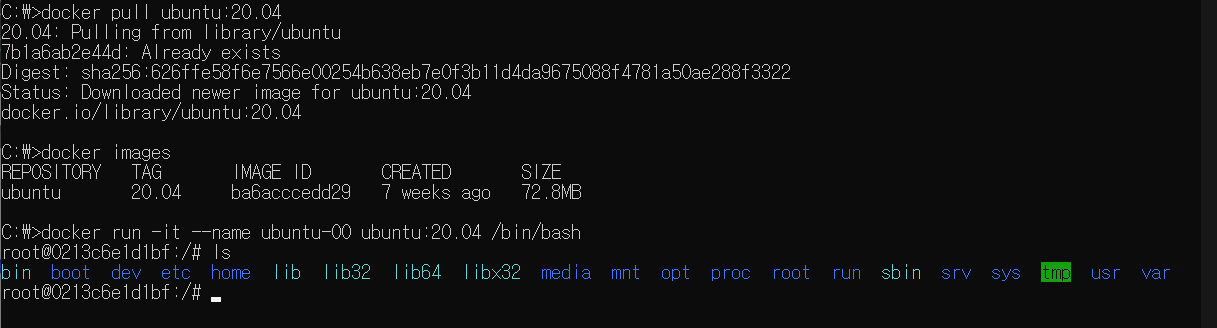 C:₩>docker pull ubuntu:20.04
20.04: Pulling from library/ubuntu
7b1a6ab2e44d: Already exists
Digest: sha256:626ffe58f6e7566e00254b638eb7e0f3b11d4da9675088f4781a50ae288f3322
Status: Downloaded newer image for ubuntu:20.04
docker.io/library/ubuntu:20.04
C:₩>docker images
REPOSITORY TAG IMAGE ID CREATED SIZE
ubuntu 20.04 ba6acccedd29 7 weeks ago 72.8MB
C:₩>docker run -it --name ubuntu-00 ubuntu:20.04 /bin/bash
root@0213c6e1d1bf:/# ls
bin boot dev etc home lib lib32 lib64 libx32 media mnt opt proc root run sbin srv sys tmp usr var
root@0213c6e1d1bf:/#